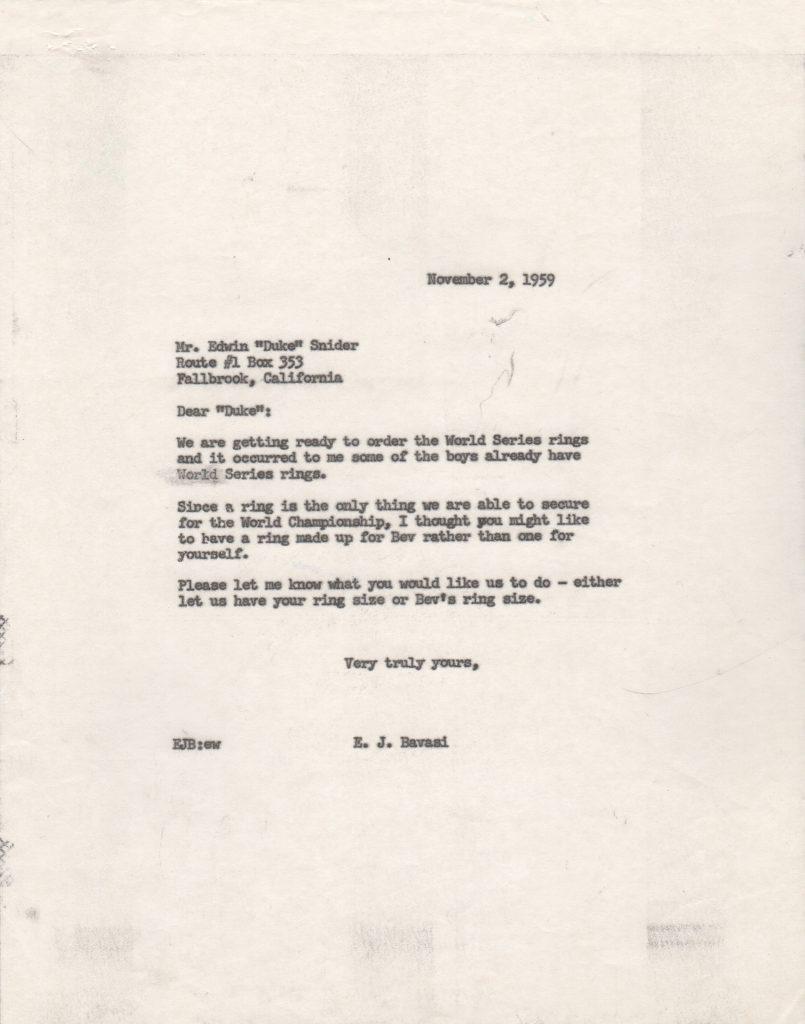 November 2, 1959
Mr. Edwin "Duke" Snider
Route #1 Box 353
Fallbrook, California
Dear "Duke":
We are getting ready to order the World Series rings
and it occurred to me some of the boys already have
World Series rings.
Since a ring is the only thing we are able to secure
for the World Championship, I thought you might like
to have a ring made up for Bev rather than one for
yourself.
Please let me know what you would like us to do - either
let us have your ring size or Bev's ring size.
Very truly yours,
EJB:ew E. J. Bavasi